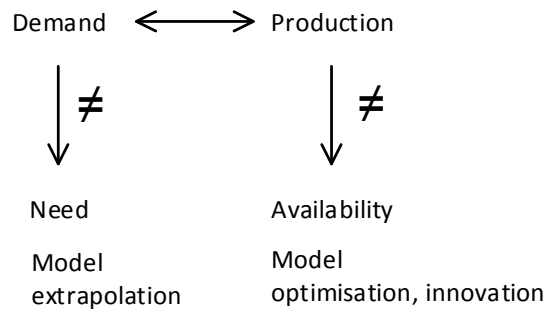 Demand Production
≠ ≠
Need Availability
Model Model
extrapolation optimisation, innovation